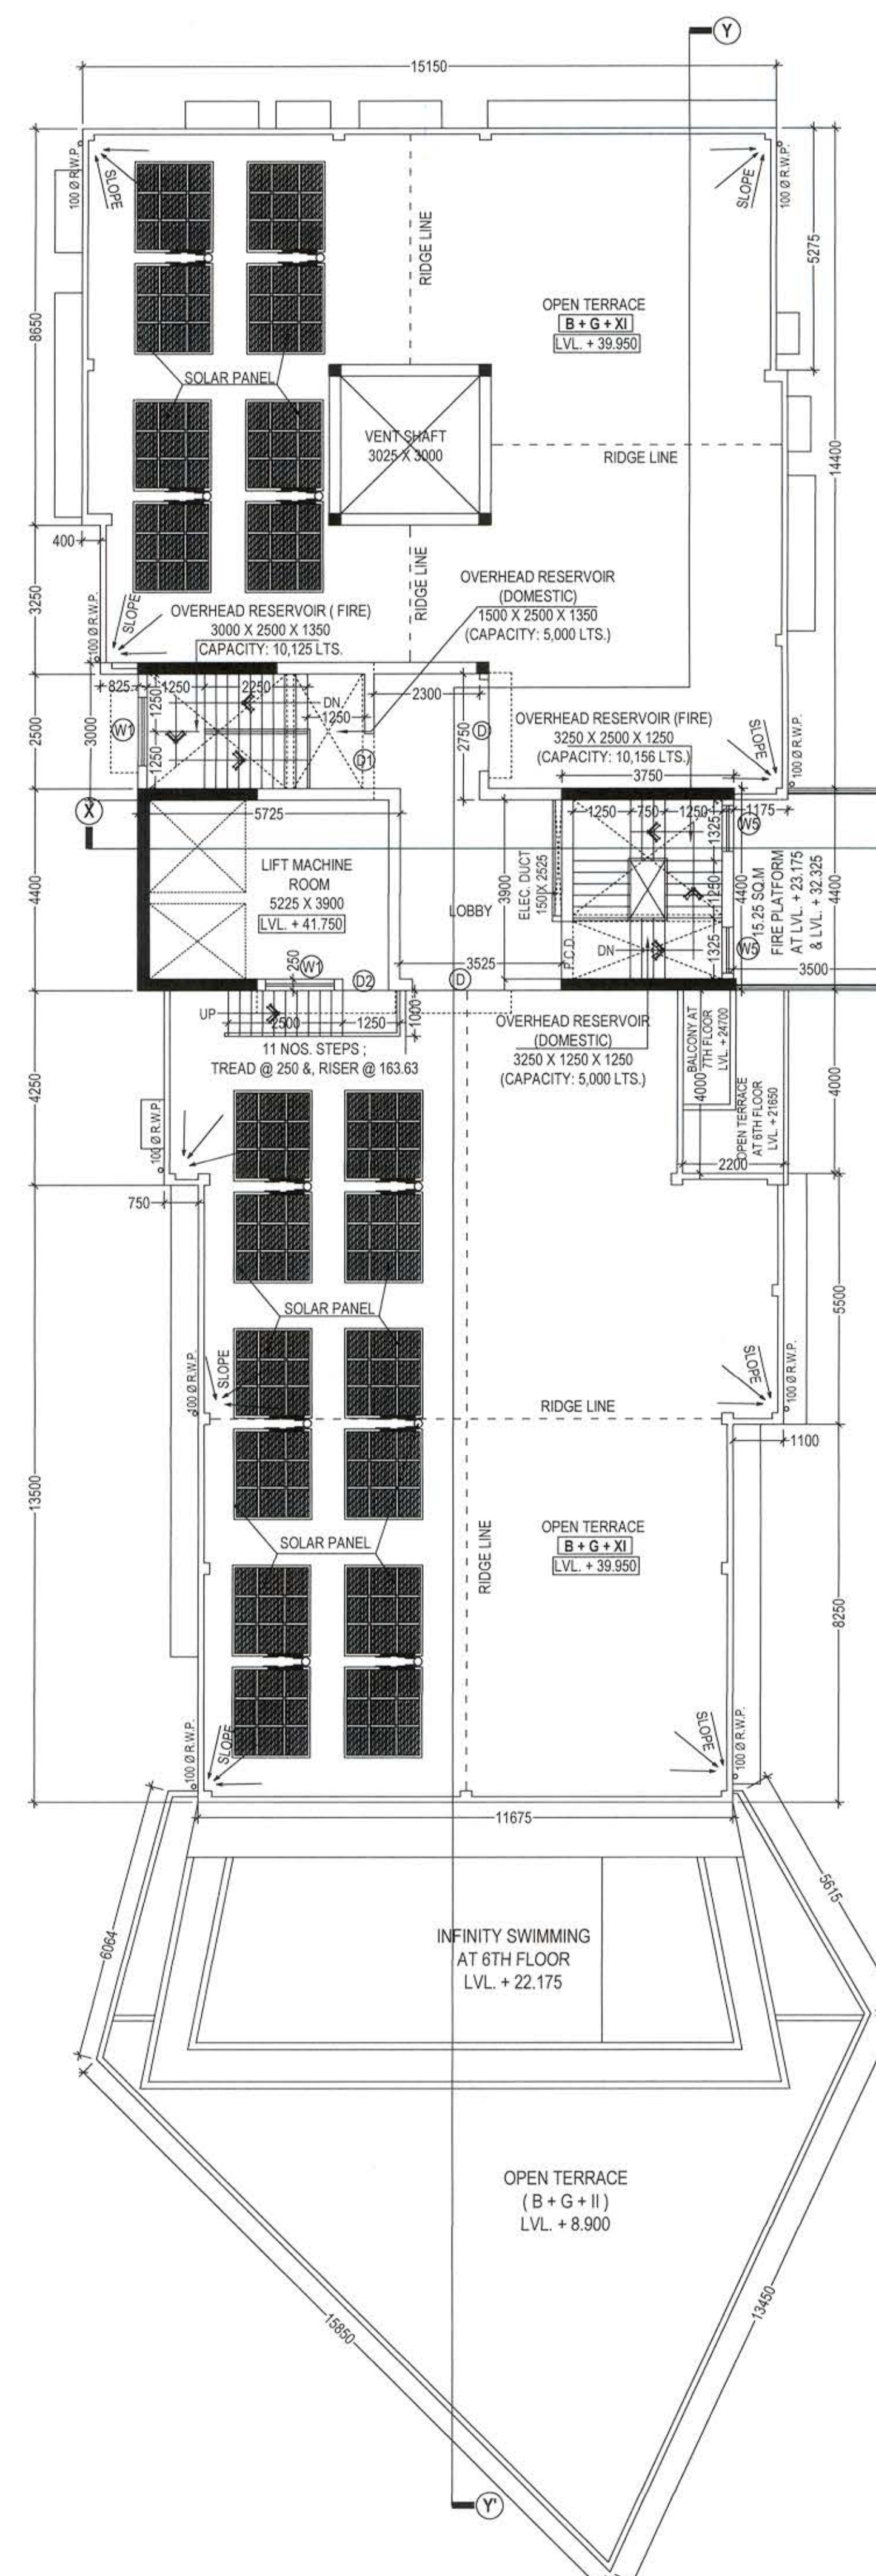 Y
15150
100 Ø R.W.P.
SLOPE
SLOPE
100 Ø R.W.P.
5275
RIDGE LINE
OPEN TERRACE
B + G + XI
LVL. + 39.950
8650
SOLAR PANEL
VENT SHAFT
3025 X 3000
RIDGE LINE
14400
400
RIDGE LINE
OVERHEAD RESERVOIR
(DOMESTIC)
1500 X 2500 X 1350
(CAPACITY: 5,000 LTS.)
3250
100 Ø R.W.P.
SLOPE
OVERHEAD RESERVOIR ( FIRE)
3000 X 2500 X 1350
CAPACITY: 10,125 LTS.
825
1250
2250
2300
DN
1250
1250
1250
2500
3000
W1
D1
2750
D
OVERHEAD RESERVOIR (FIRE)
3250 X 2500 X 1250
(CAPACITY: 10,156 LTS.)
SLOPE
100 Ø R.W.P.
3750
X
5725
1250
750
1250
1175
1325
W5
LIFT MACHINE
ROOM
5225 X 3900
LVL. + 41.750
4400
3900
LOBBY
ELEC. DUCT
150 X 2525
1250
4400
15.25 SQ.M
FIRE PLATFORM
AT LVL. + 23.175
& LVL. + 32.325
4400
F.C.D.
DN
1325
W5
3500
250
W1
D2
3525
D
UP
2500
1250
1000
11 NOS. STEPS ;
TREAD @ 250 &, RISER @ 163.63
OVERHEAD RESERVOIR
(DOMESTIC)
3250 X 1250 X 1250
(CAPACITY: 5,000 LTS.)
BALCONY AT
7TH FLOOR
LVL. + 24700
4000
OPEN TERRACE
AT 6TH FLOOR
LVL. + 21650
4000
2200
4250
100 Ø R.W.P.
750
SOLAR PANEL
5500
SLOPE
100 Ø R.W.P.
SLOPE
100 Ø R.W.P.
RIDGE LINE
1100
13500
RIDGE LINE
OPEN TERRACE
B + G + XI
LVL. + 39.950
SOLAR PANEL
8250
100 Ø R.W.P.
SLOPE
SLOPE
100 Ø R.W.P.
11675
6064
5615
INFINITY SWIMMING
AT 6TH FLOOR
LVL. + 22.175
OPEN TERRACE
( B + G + II )
LVL. + 8.900
15850
13450
Y'